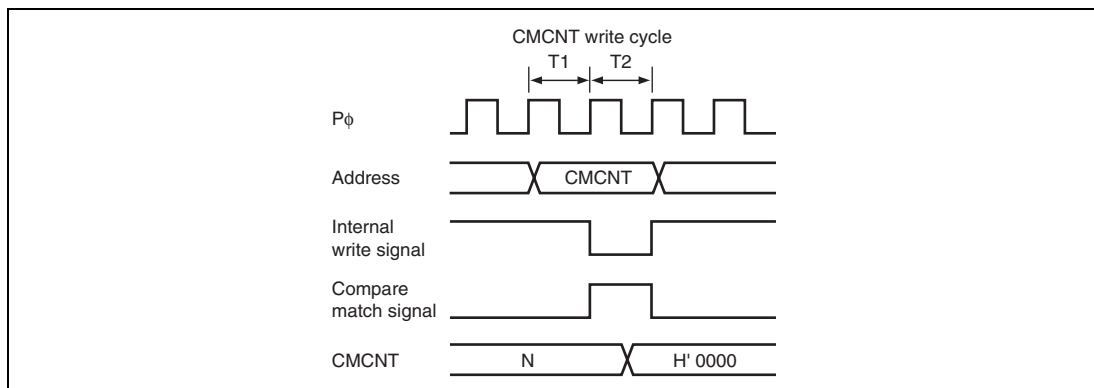 CMCNT write cycle
T1 T2
Pϕ
Address CMCNT
Internal
write signal
Compare
match signal
CMCNT N H' 0000